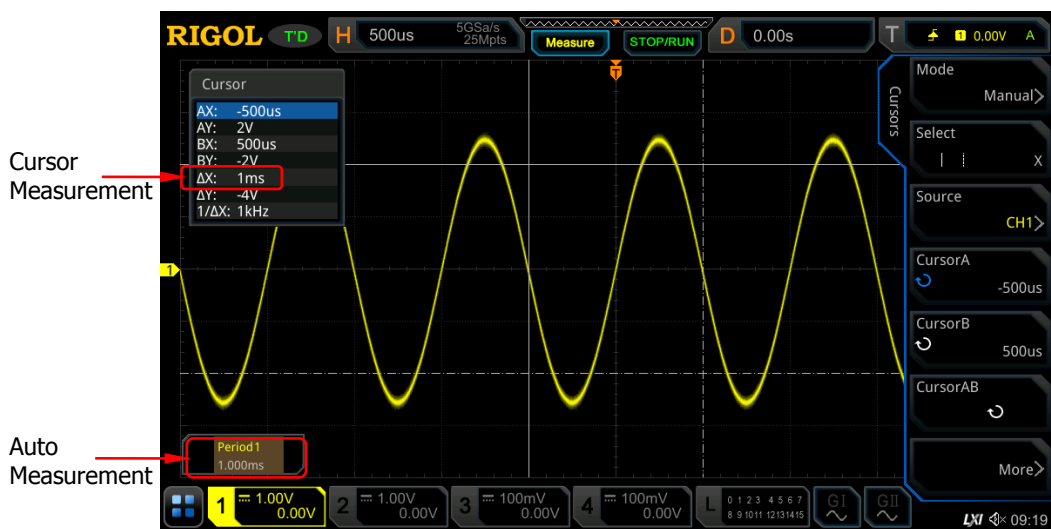 RIGOL T'D H 500us 5GSa/s 25Mpts Measure STOP/RUN D 0.00s T 1 0.00V A
T
Cursor
AX: -500us
AY: 2V
BX: 500us
BY: -2V
ΔX: 1ms
ΔY: -4V
1/ΔX: 1kHz
Cursor
Measurement
1
Cursors
Mode
Manual>
Select
X
Source
CH1>
CursorA
-500us
CursorB
500us
CursorAB
More>
Auto
Measurement
Period1
1.000ms
1 1.00V 0.00V
2 1.00V 0.00V
3 100mV 0.00V
4 100mV 0.00V
L 0 1 2 3 4 5 6 7
8 9 10 11 12 13 14 15
GI
GII
LXI 09:19